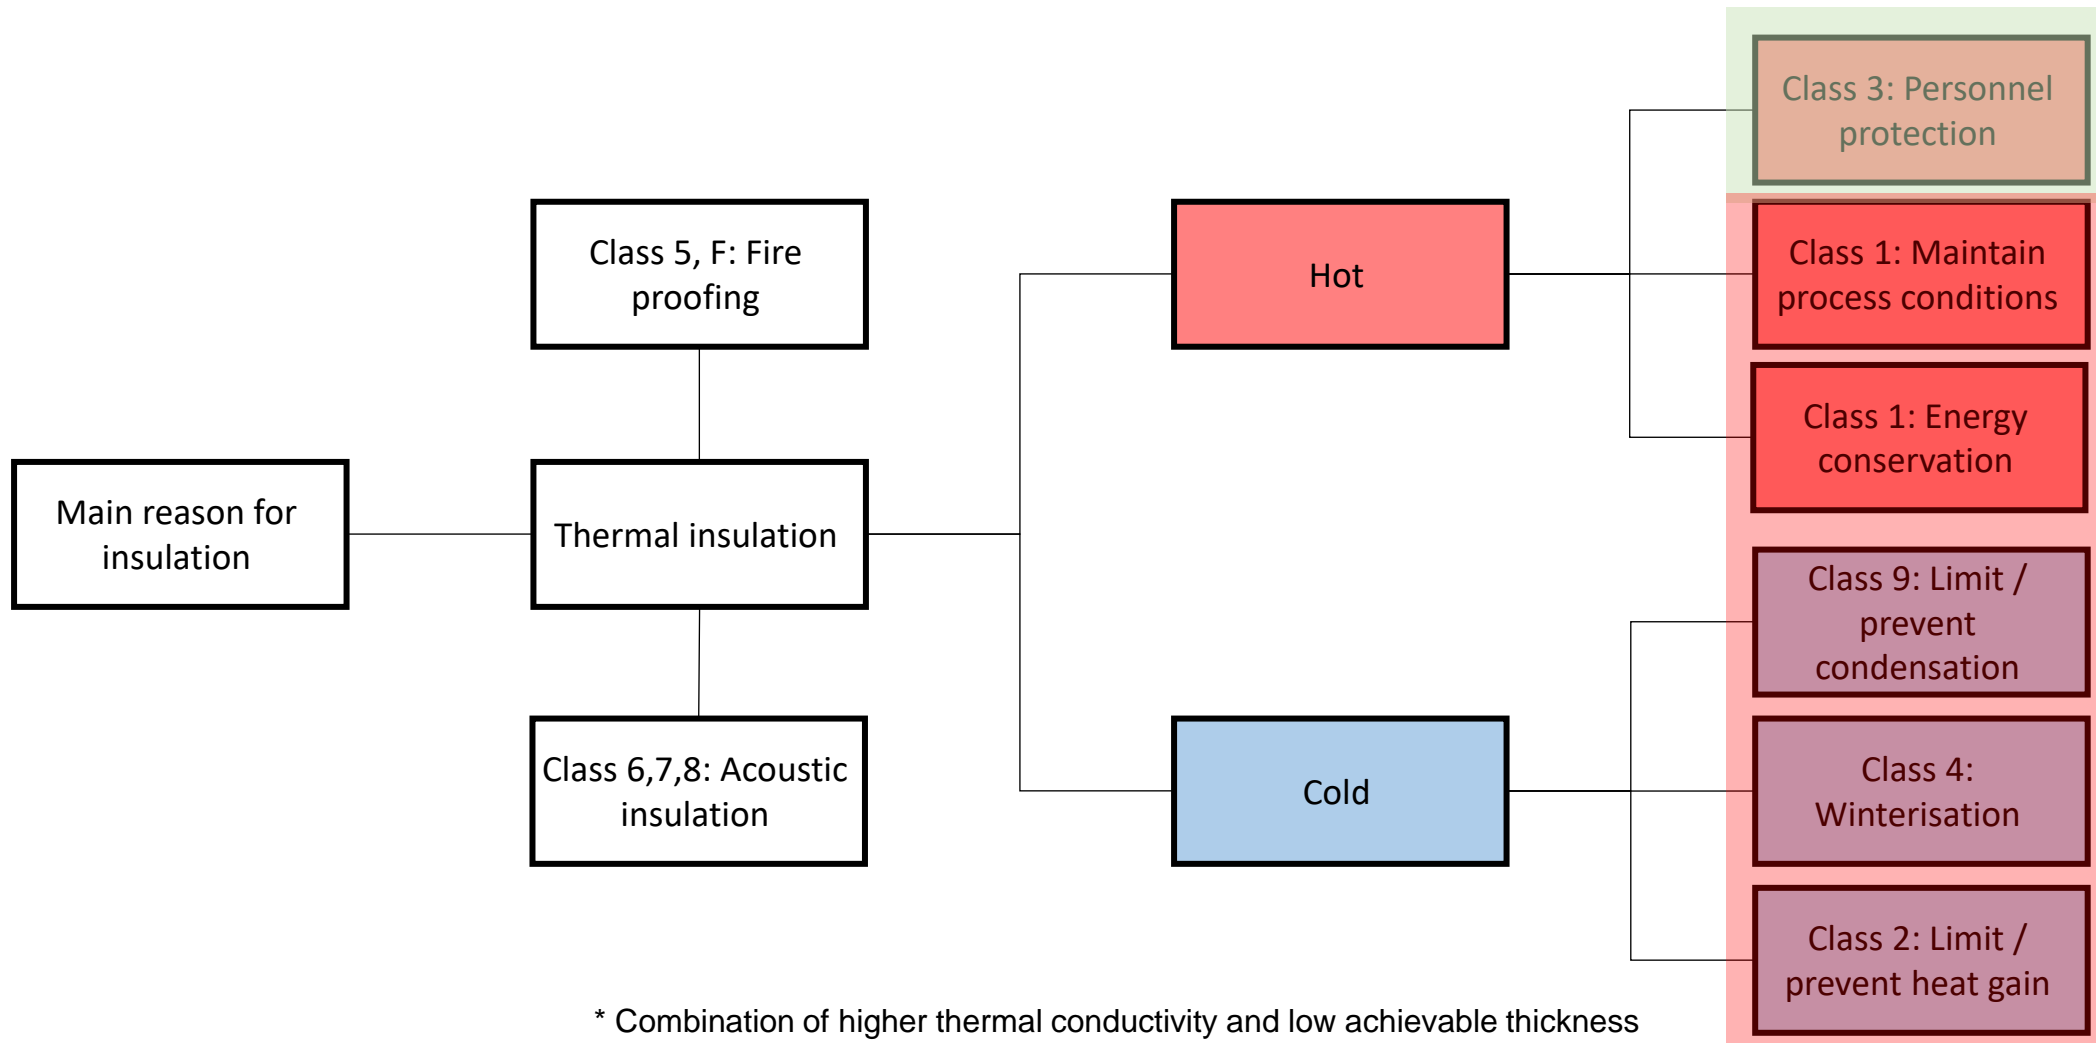 Class 3: Personnel
protection
Class 5, F: Fire
proofing
Hot
Class 1: Maintain
process conditions
Class 1: Energy
conservation
Main reason for
insulation
Thermal insulation
Class 9: Limit /
prevent
condensation
Class 6,7,8: Acoustic
insulation
Cold
Class 4:
Winterisation
Class 2: Limit /
prevent heat gain
* Combination of higher thermal conductivity and low achievable thickness